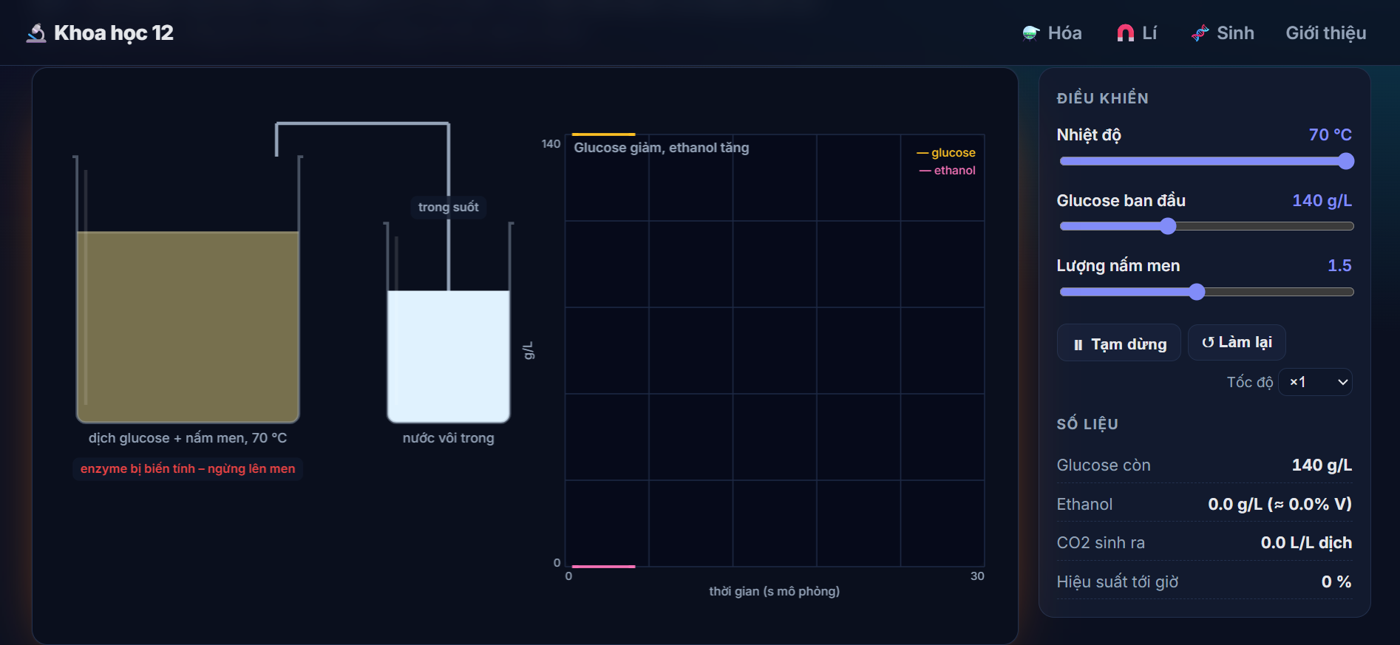 Khoa học 12
Hóa
Lí
Sinh
Giới thiệu
140
Glucose giảm, ethanol tăng
— glucose
— ethanol
trong suốt
g/L
dịch glucose + nấm men, 70 °C
nước vôi trong
enzyme bị biến tính – ngừng lên men
0
0
30
thời gian (s mô phỏng)
ĐIỀU KHIỂN
Nhiệt độ 70 °C
Glucose ban đầu 140 g/L
Lượng nấm men 1.5
⏸ Tạm dừng ↺ Làm lại
Tốc độ ×1
SỐ LIỆU
Glucose còn 140 g/L
Ethanol 0.0 g/L (≈ 0.0% V)
CO2 sinh ra 0.0 L/L dịch
Hiệu suất tới giờ 0 %